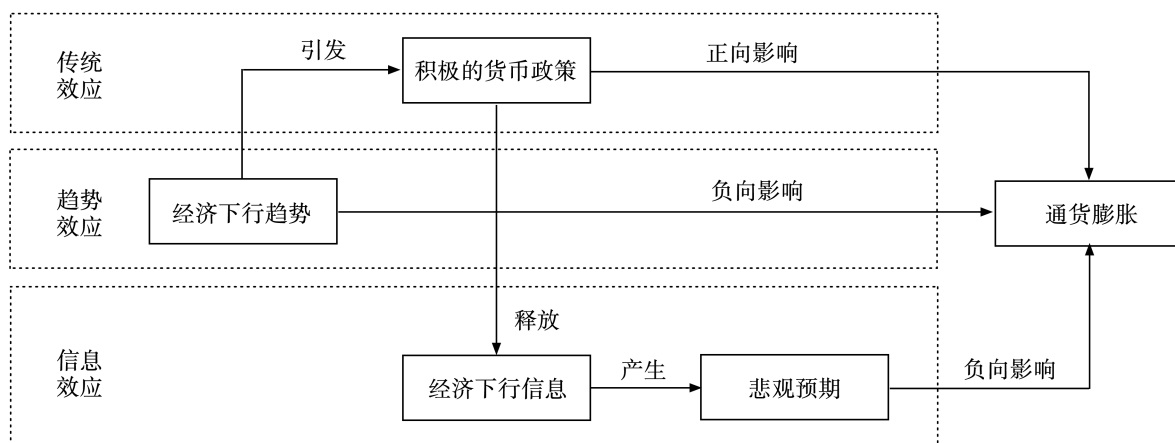 传统
效应
引发
积极的货币政策
正向影响
趋势
效应
经济下行趋势
负向影响
通货膨胀
释放
信息
效应
经济下行信息
产生
悲观预期
负向影响